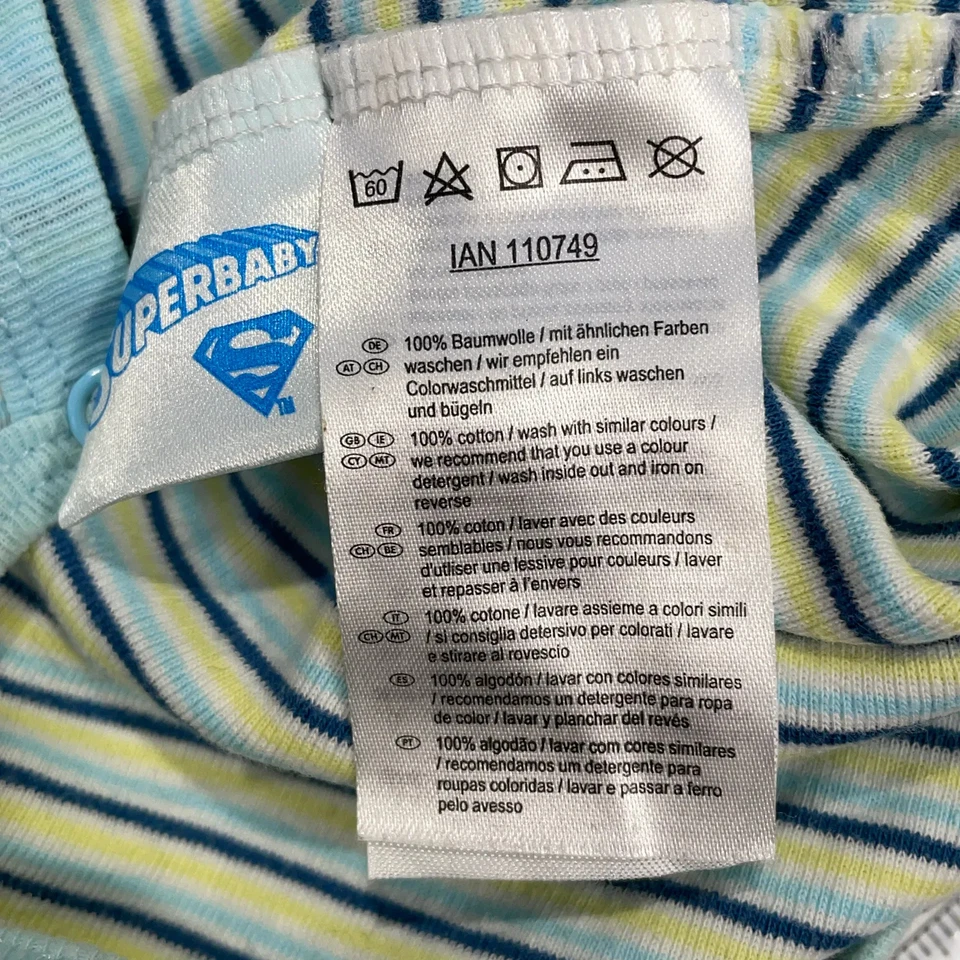 60
SUPERBABY
TM
IAN 110749
DE 100% Baumwolle / mit ähnlichen Farben
AT CH waschen / wir empfehlen ein
Colorwaschmittel / auf links waschen
und bügeln
GB IE 100% cotton / wash with similar colours /
CY MT we recommend that you use a colour
detergent / wash inside out and iron on
reverse
FR 100% coton / laver avec des couleurs
CH BE semblables / nous vous recommandons
d'utliser une lessive pour couleurs / laver
et repasser à l'envers
IT 100% cotone / lavare assieme a colori simili
CH MT / si consiglia detersivo per colorati / lavare
e stirare al rovescio
ES 100% algodón / lavar con colores similares
/ recomendamos un detergente para ropa
de color / lavar y planchar del revés
PT 100% algodão / lavar com cores similares
/ recomendamos um detergente para
roupas coloridas / lavar e passar a ferro
pelo avesso